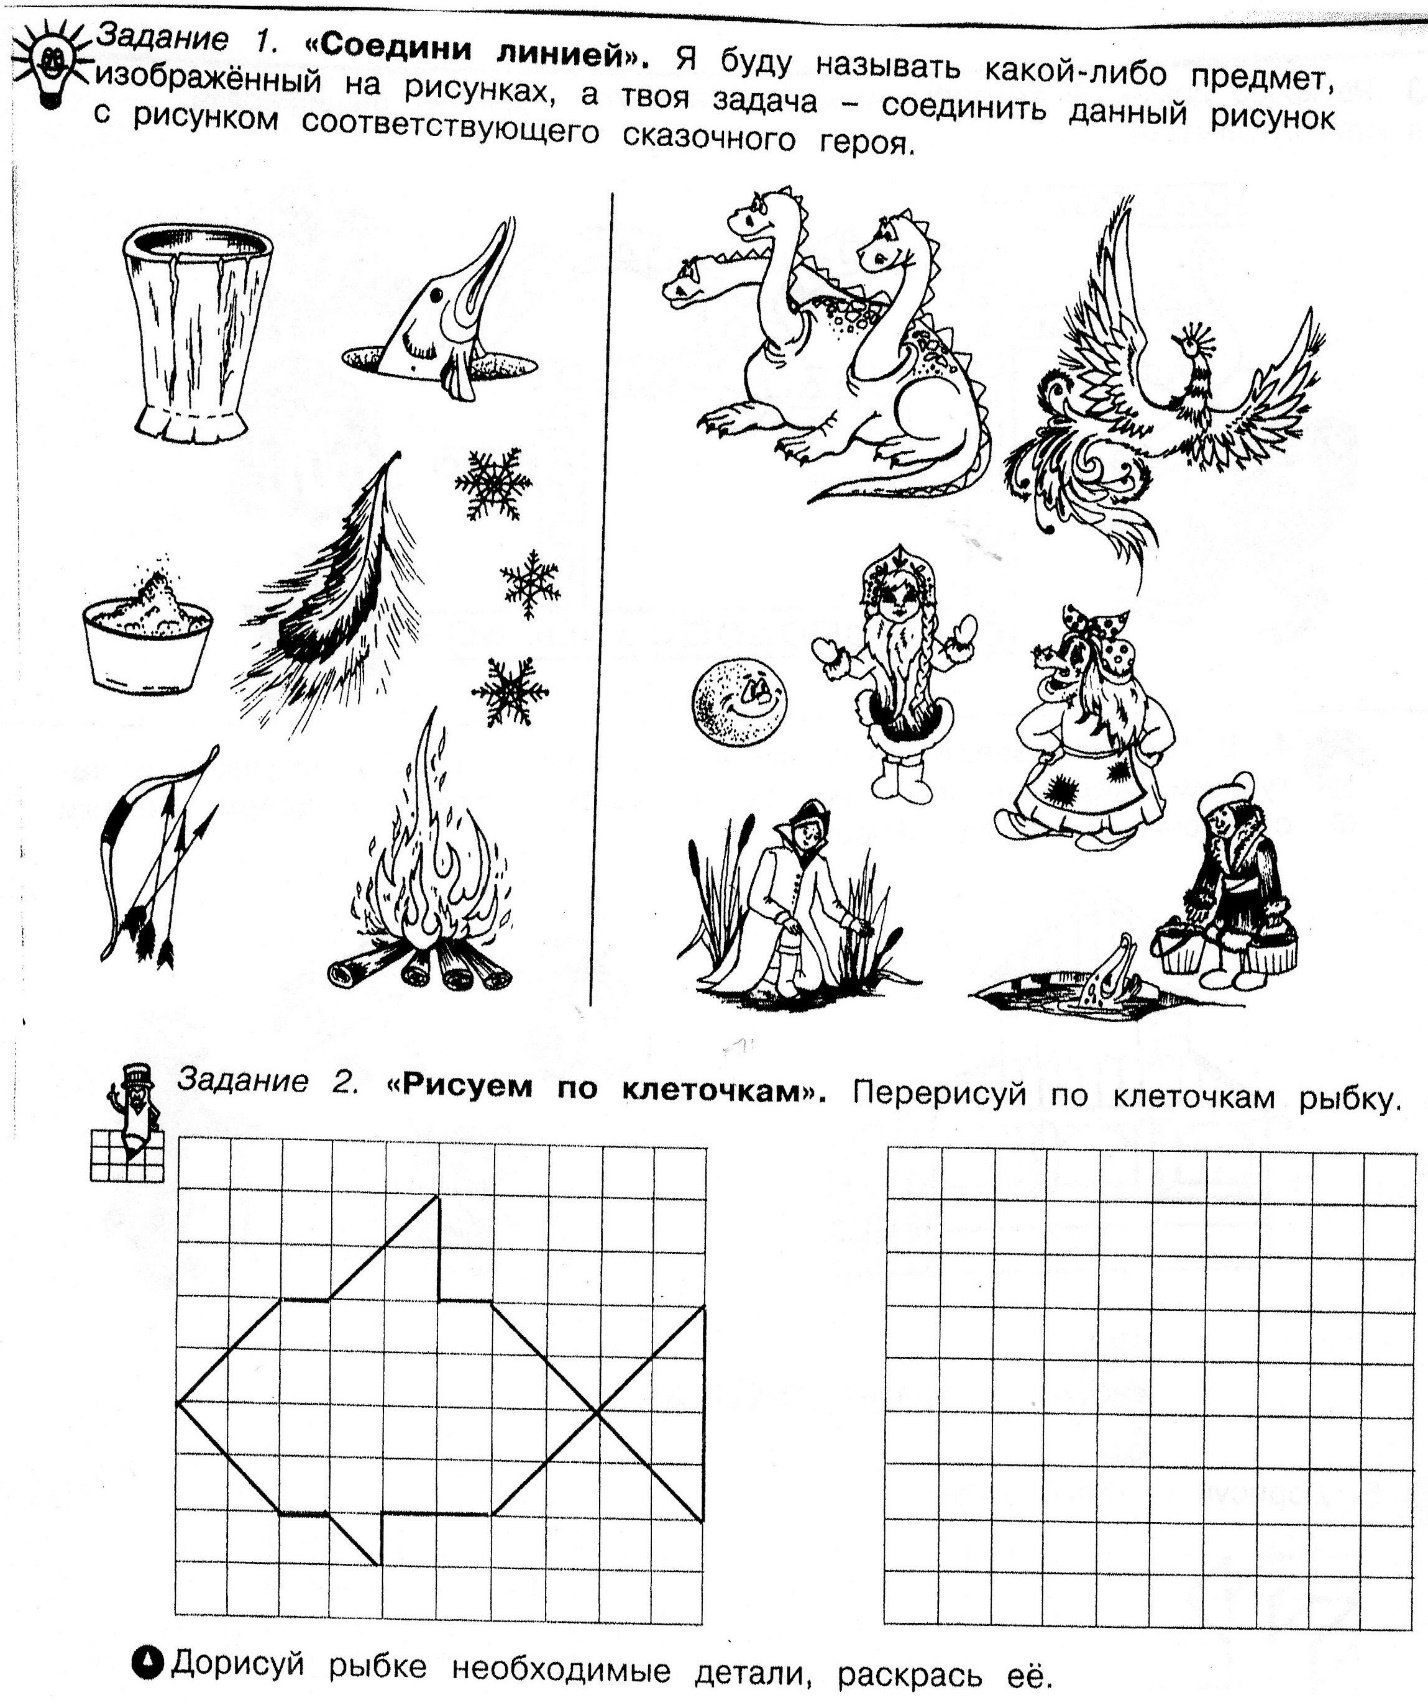 Задание 1. «Соедини линией». Я буду называть какой-либо предмет,
изображённый на рисунках, а твоя задача – соединить данный рисунок
с рисунком соответствующего сказочного героя.
Задание 2. «Рисуем по клеточкам». Перерисуй по клеточкам рыбку.
Дорисуй рыбке необходимые детали, раскрась её.